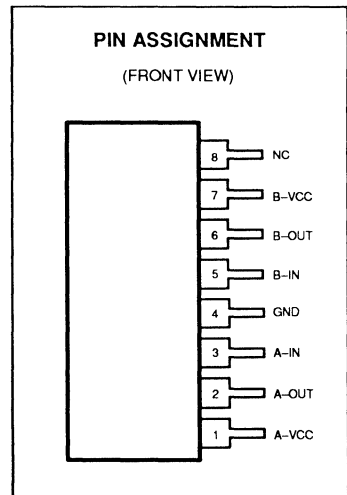 PIN ASSIGNMENT
(FRONT VIEW)
8 NC
7 B–VCC
6 B–OUT
5 B–IN
4 GND
3 A–IN
2 A–OUT
1 A–VCC